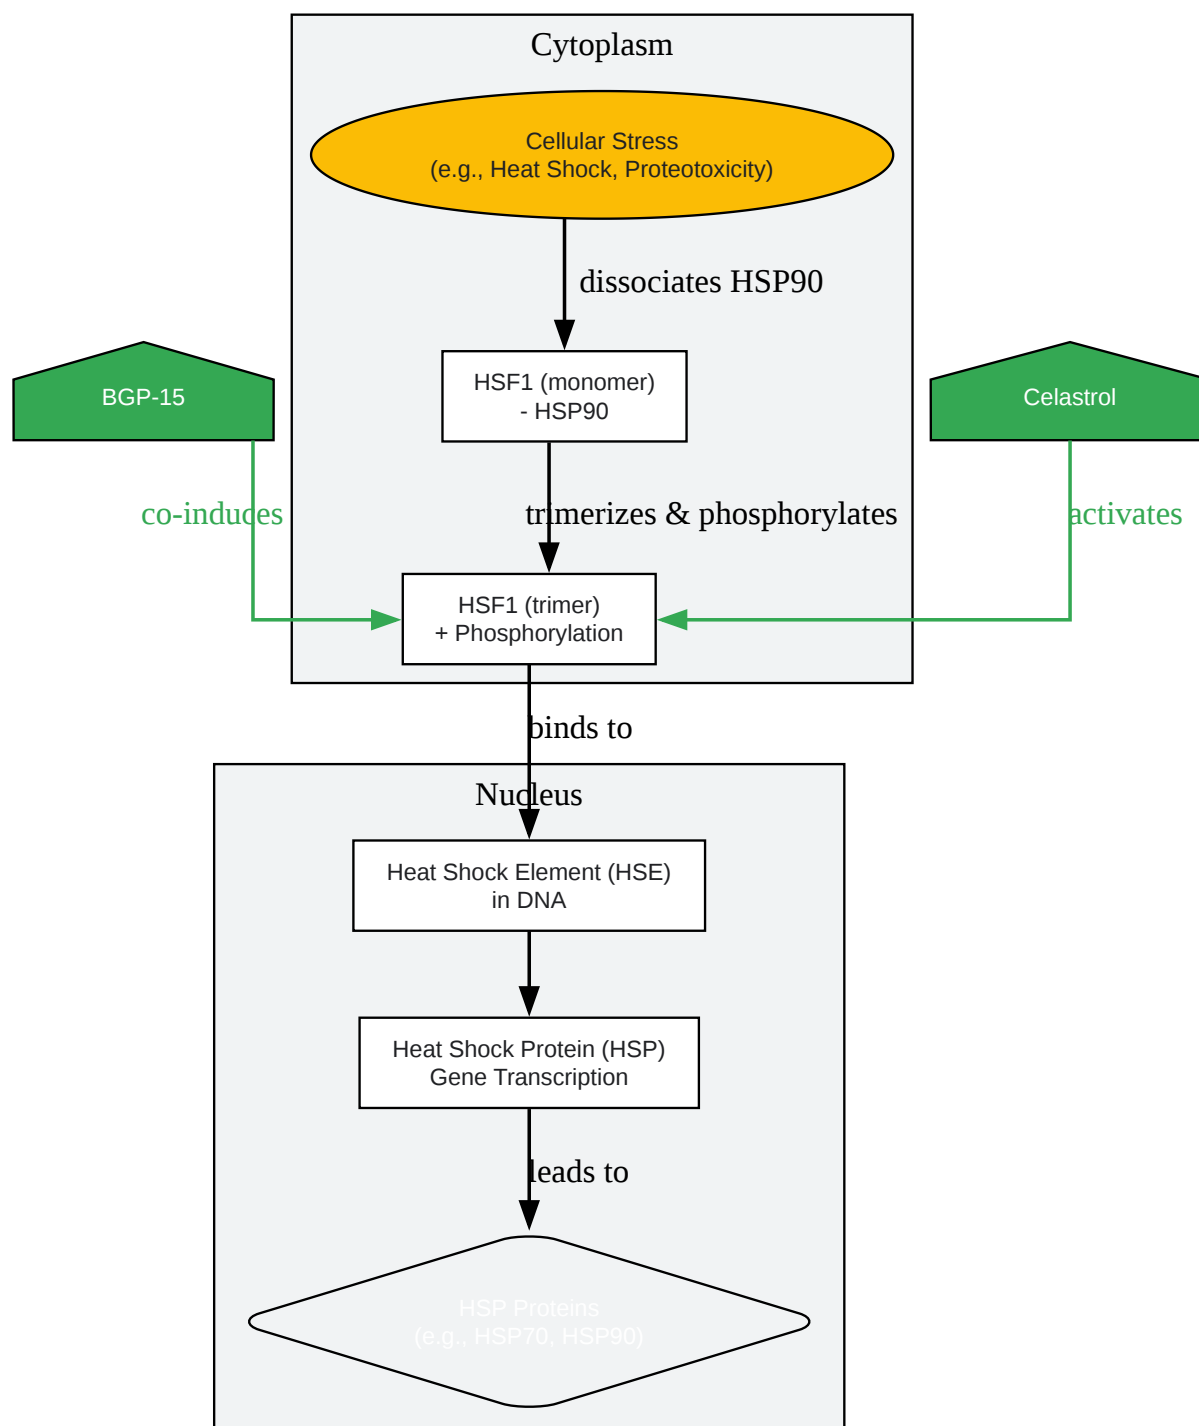 Cytoplasm
Cellular Stress
(e.g., Heat Shock, Proteotoxicity)
dissociates HSP90
BGP-15
HSF1 (monomer)
- HSP90
Celastrol
co-induces
trimerizes & phosphorylates
activates
HSF1 (trimer)
+ Phosphorylation
binds to
Nucleus
Heat Shock Element (HSE)
in DNA
Heat Shock Protein (HSP)
Gene Transcription
leads to
HSP Proteins
(e.g., HSP70, HSP90)